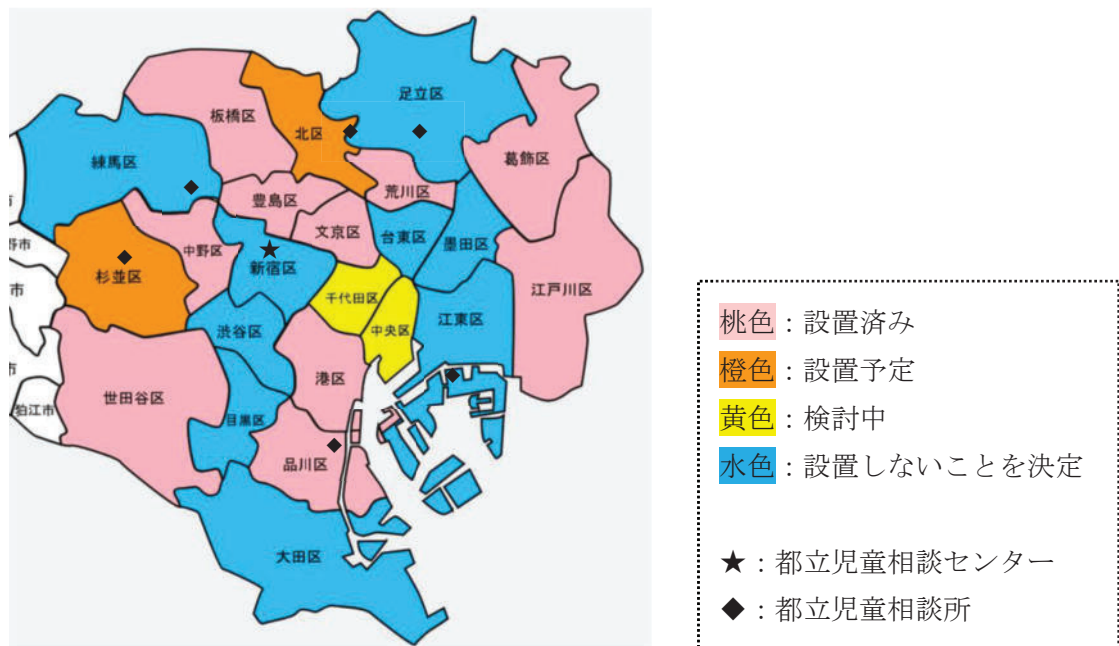 足立区
板橋区
北区
葛飾区
練馬区
荒川区
豊島区
文京区
台東区
墨田区
野市
中野区
杉並区
新宿区
市
江戸川区
千代田区
江東区
渋谷区
中央区
市
港区
世田谷区
狛江市
目黒区
品川区
大田区
桃色:設置済み
橙色:設置予定
黄色:検討中
水色:設置しないことを決定
★:都立児童相談センター
◆:都立児童相談所